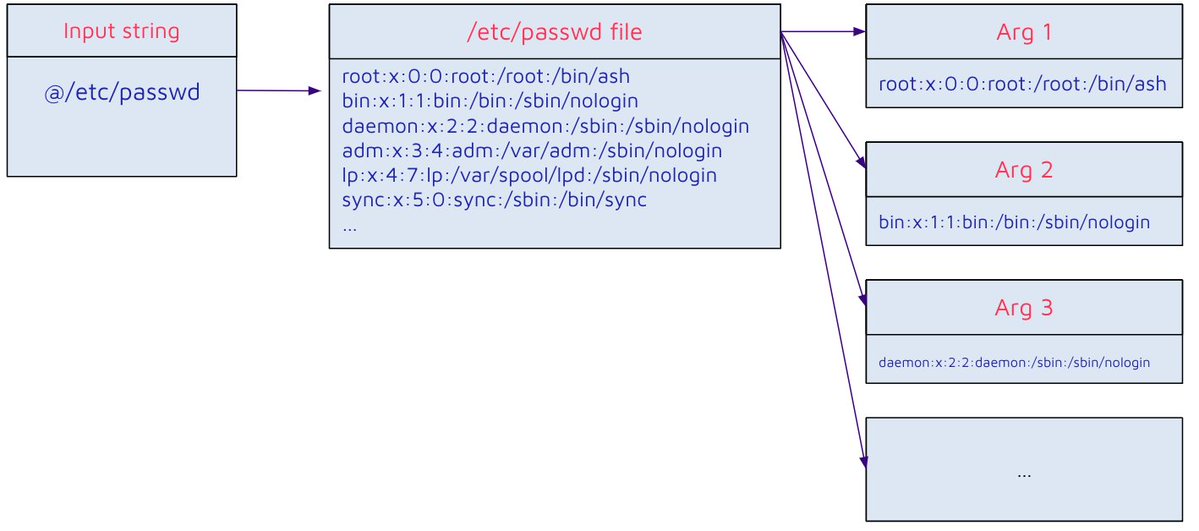 Input string
@/etc/passwd
/etc/passwd file
root:x:0:0:root:/root:/bin/ash
bin:x:1:1:bin:/bin:/sbin/nologin
daemon:x:2:2:daemon:/sbin:/sbin/nologin
adm:x:3:4:adm:/var/adm:/sbin/nologin
lp:x:4:7:lp:/var/spool/lpd:/sbin/nologin
sync:x:5:0:sync:/sbin:/bin/sync
...
Arg 1
root:x:0:0:root:/root:/bin/ash
Arg 2
bin:x:1:1:bin:/bin:/sbin/nologin
Arg 3
daemon:x:2:2:daemon:/sbin:/sbin/nologin
...